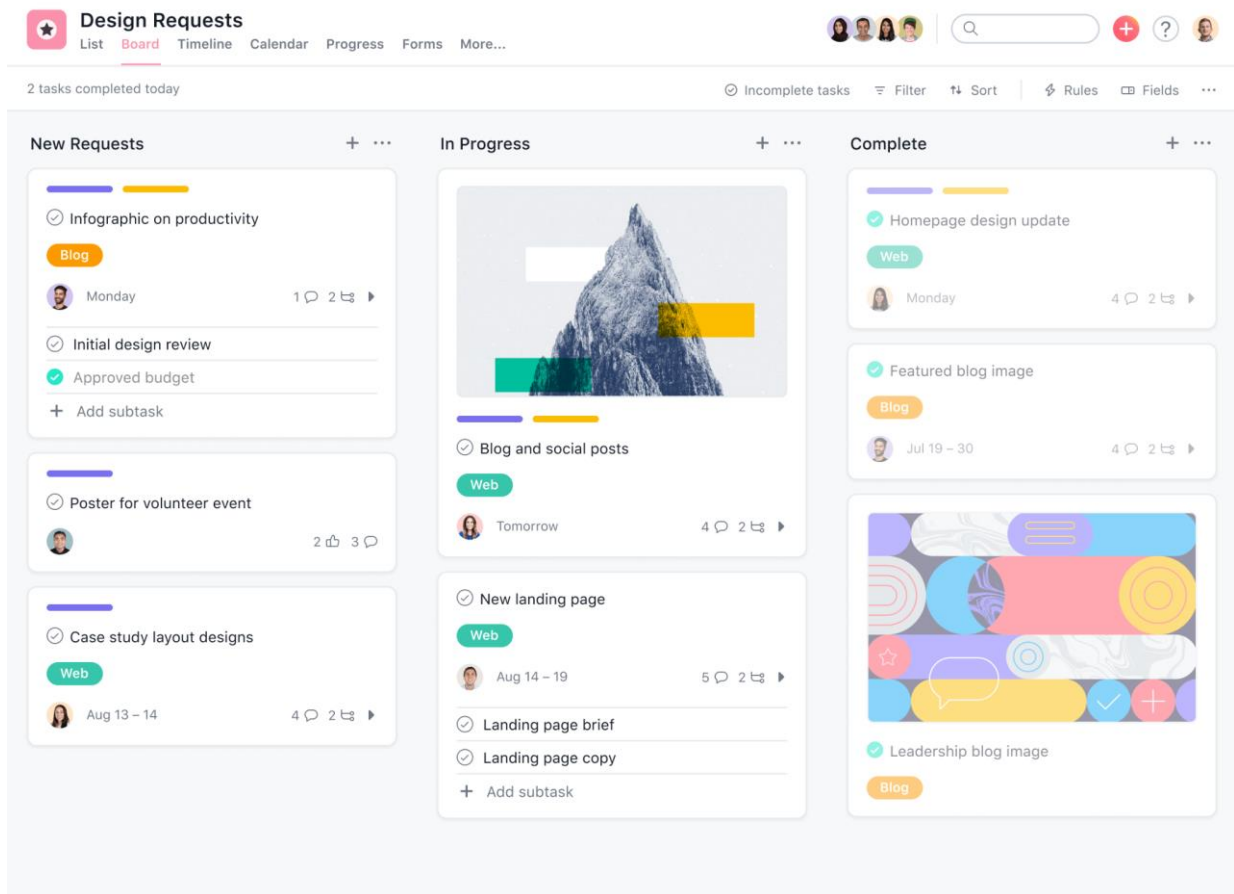 Design Requests
List Board Timeline Calendar Progress Forms More...
2 tasks completed today
Incomplete tasks Filter Sort Rules Fields
New Requests
Infographic on productivity
Blog
Monday 1 2
Initial design review
Approved budget
+ Add subtask
Poster for volunteer event
2 3
Case study layout designs
Web
Aug 13 – 14 4 2
In Progress
Blog and social posts
Web
Tomorrow 4 2
New landing page
Web
Aug 14 – 19 5 2
Landing page brief
Landing page copy
+ Add subtask
Complete
Homepage design update
Web
Monday 4 2
Featured blog image
Blog
Jul 19 – 30 4 2
Leadership blog image
Blog